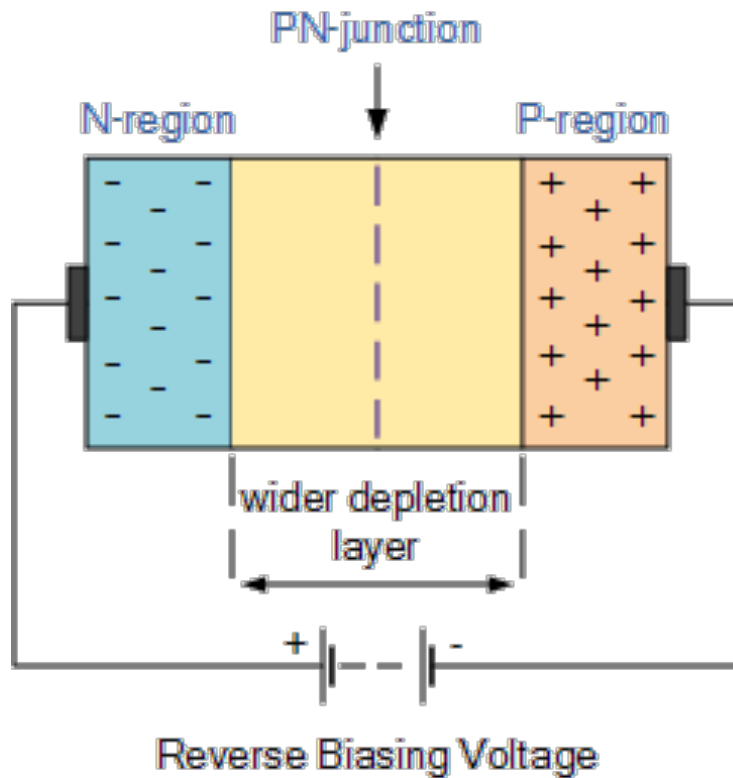 PN-junction
N-region
P-region
wider depletion
layer
+ -
Reverse Biasing Voltage